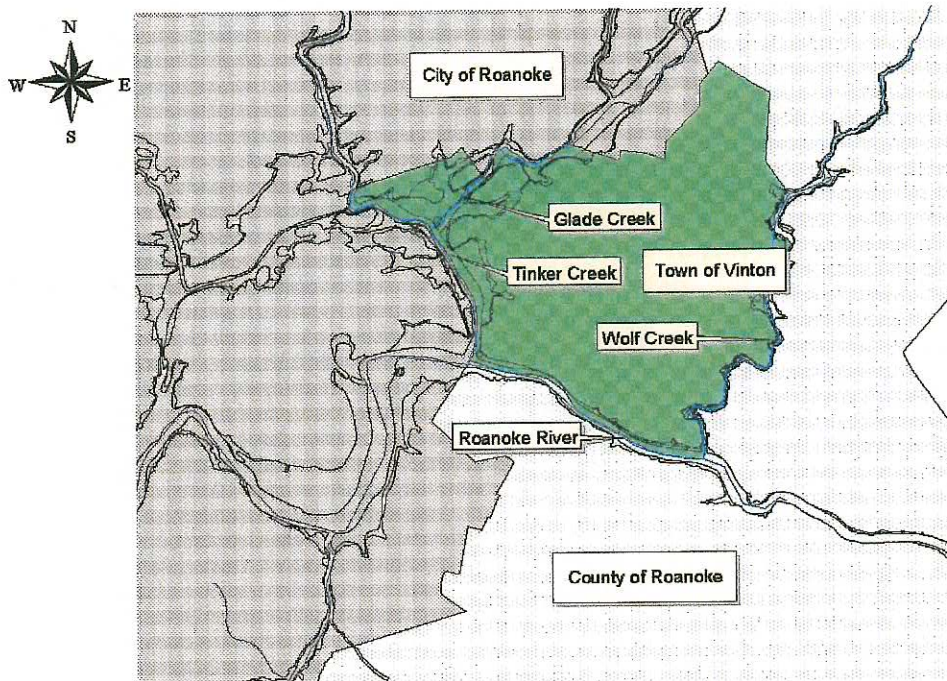 N
W E
S
City of Roanoke
Glade Creek
Tinker Creek
Town of Vinton
Wolf Creek
Roanoke River
County of Roanoke